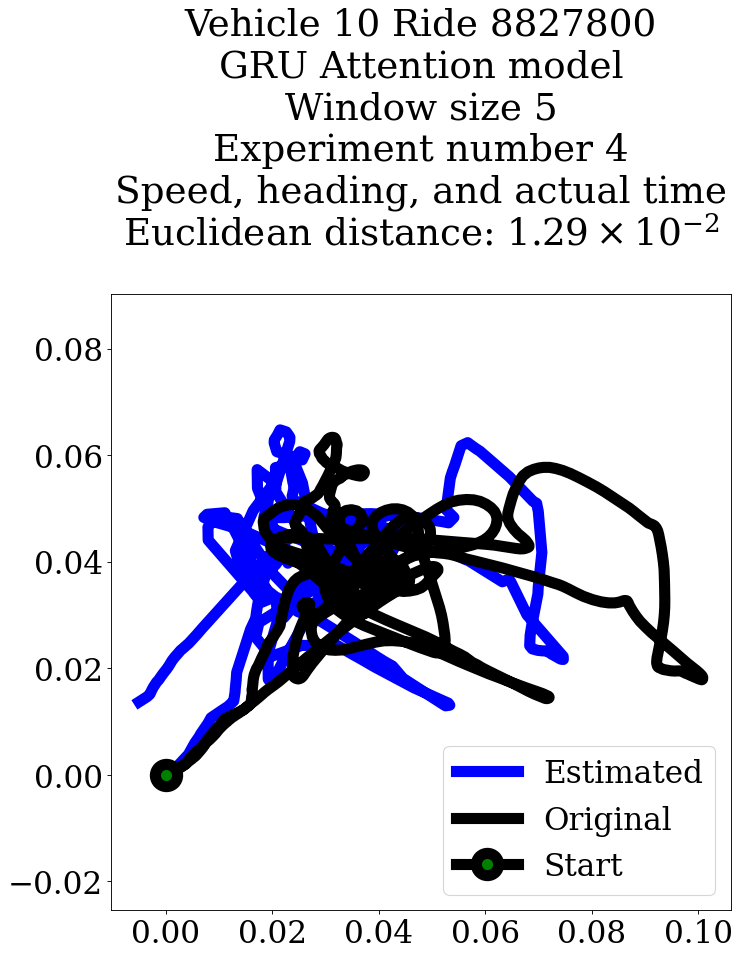 Vehicle 10 Ride 8827800
GRU Attention model
Window size 5
Experiment number 4
Speed, heading, and actual time
Euclidean distance: 1.29 × 10⁻²
0.08
0.06
0.04
0.02
0.00
−0.02
Estimated
Original
Start
0.00 0.02 0.04 0.06 0.08 0.10